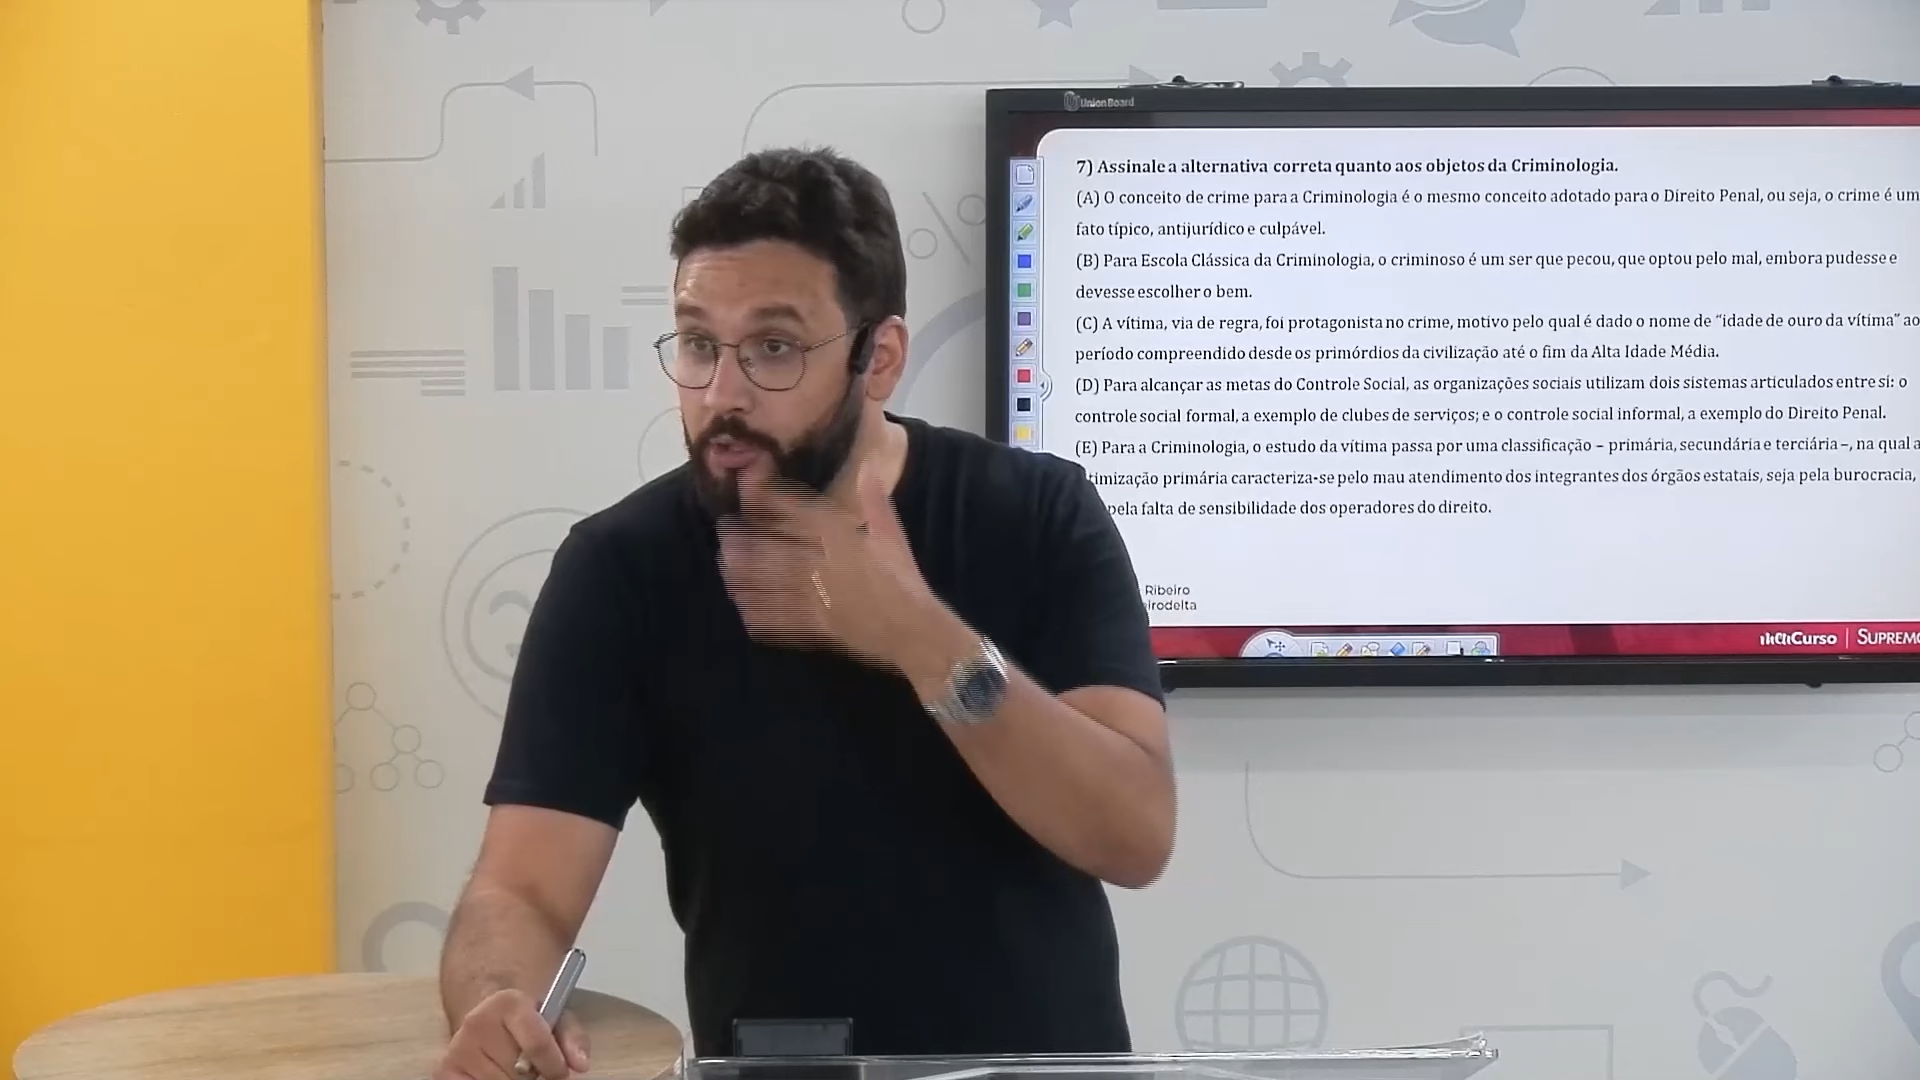 Union Board
7) Assinale a alternativa correta quanto aos objetos da Criminologia.
(A) O conceito de crime para a Criminologia é o mesmo conceito adotado para o Direito Penal, ou seja, o crime é um
fato típico, antijurídico e culpável.
(B) Para Escola Clássica da Criminologia, o criminoso é um ser que pecou, que optou pelo mal, embora pudesse e
devesse escolher o bem.
(C) A vítima, via de regra, foi protagonista no crime, motivo pelo qual é dado o nome de “idade de ouro da vítima” ao
período compreendido desde os primórdios da civilização até o fim da Alta Idade Média.
(D) Para alcançar as metas do Controle Social, as organizações sociais utilizam dois sistemas articulados entre si: o
controle social formal, a exemplo de clubes de serviços; e o controle social informal, a exemplo do Direito Penal.
(E) Para a Criminologia, o estudo da vítima passa por uma classificação – primária, secundária e terciária –, na qual a
timização primária caracteriza-se pelo mau atendimento dos integrantes dos órgãos estatais, seja pela burocracia,
pela falta de sensibilidade dos operadores do direito.
Ribeiro
irodelta
Curso | SUPREMO